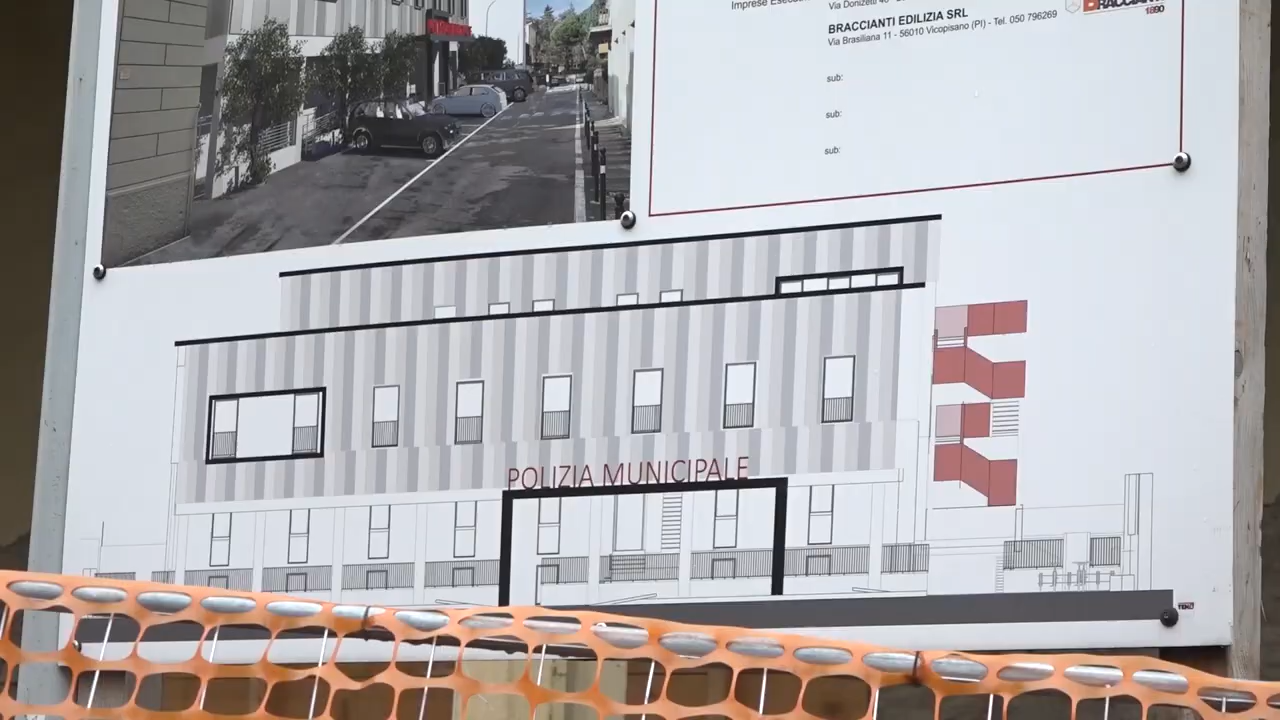 Imprese Esecu
Via Donizetti 48
BRACCIANTI EDILIZIA SRL
Via Brasiliana 11 - 56010 Vicopisano (PI) - Tel. 050 796269
BRACCIANTI
1890
sub:
sub:
sub:
POLIZIA MUNICIPALE